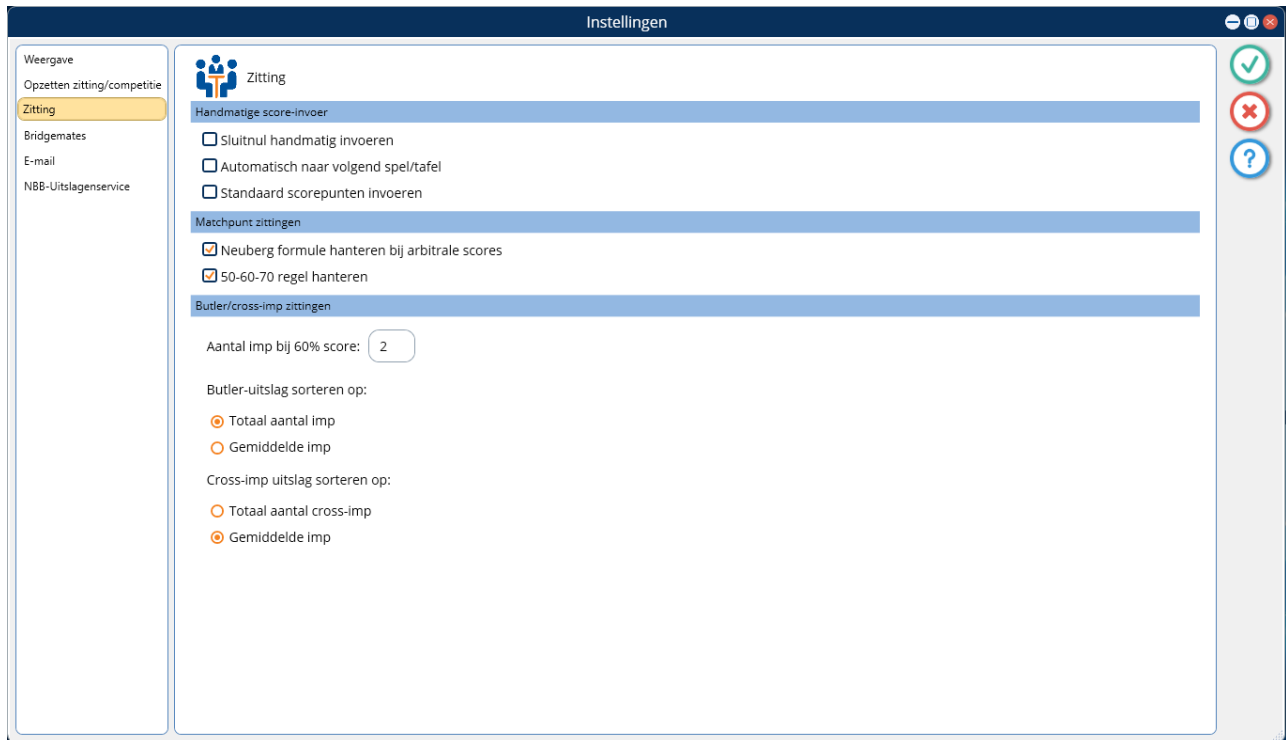 Instellingen
Weergave
Opzetten zitting/competitie
Zitting
Bridgemates
E-mail
NBB-Uitslagenservice
Zitting
Handmatige score-invoer
Sluitnul handmatig invoeren
Automatisch naar volgend spel/tafel
Standaard scorepunten invoeren
Matchpunt zittingen
Neuberg formule hanteren bij arbitrale scores
50-60-70 regel hanteren
Butler/cross-imp zittingen
Aantal imp bij 60% score: 2
Butler-uitslag sorteren op:
Totaal aantal imp
Gemiddelde imp
Cross-imp uitslag sorteren op:
Totaal aantal cross-imp
Gemiddelde imp
?